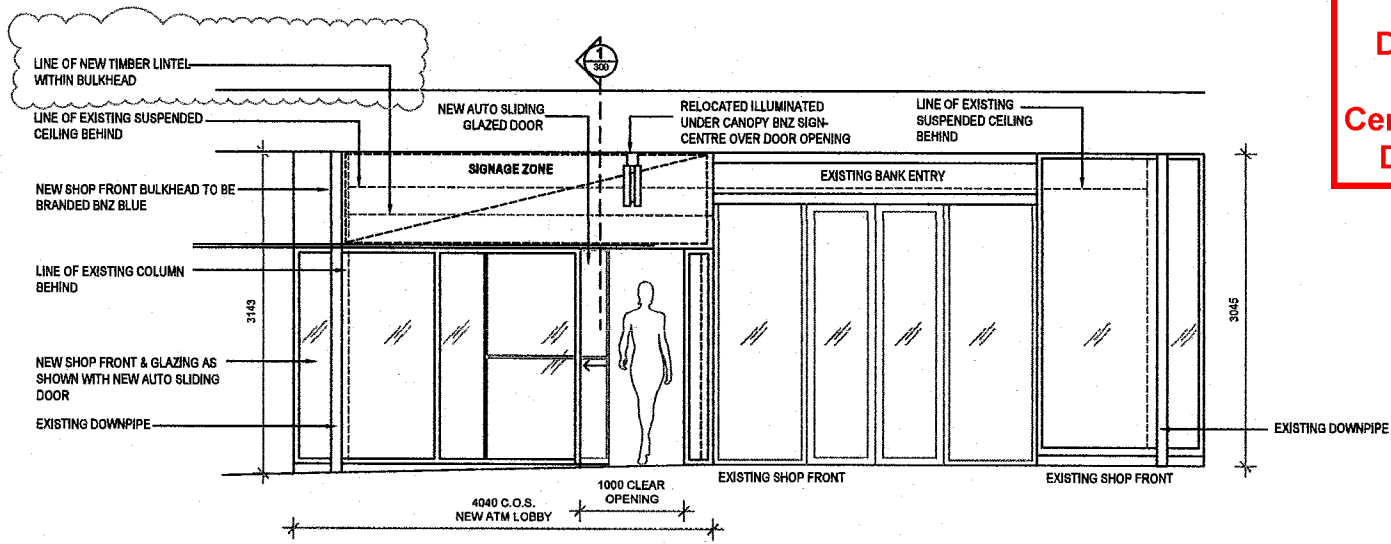 LINE OF NEW TIMBER LINTEL
WITHIN BULKHEAD
LINE OF EXISTING SUSPENDED
CEILING BEHIND
NEW SHOP FRONT BULKHEAD TO BE
BRANDED BNZ BLUE
LINE OF EXISTING COLUMN
BEHIND
NEW SHOP FRONT & GLAZING AS
SHOWN WITH NEW AUTO SLIDING
DOOR
EXISTING DOWNPIPE
3143
NEW AUTO SLIDING
GLAZED DOOR
1
300
RELOCATED ILLUMINATED
UNDER CANOPY BNZ SIGN-
CENTRE OVER DOOR OPENING
LINE OF EXISTING
SUSPENDED CEILING
BEHIND
SIGNAGE ZONE
EXISTING BANK ENTRY
3045
EXISTING DOWNPIPE
EXISTING SHOP FRONT
EXISTING SHOP FRONT
1000 CLEAR
OPENING
4040 C.O.S.
NEW ATM LOBBY
D
Cer
D